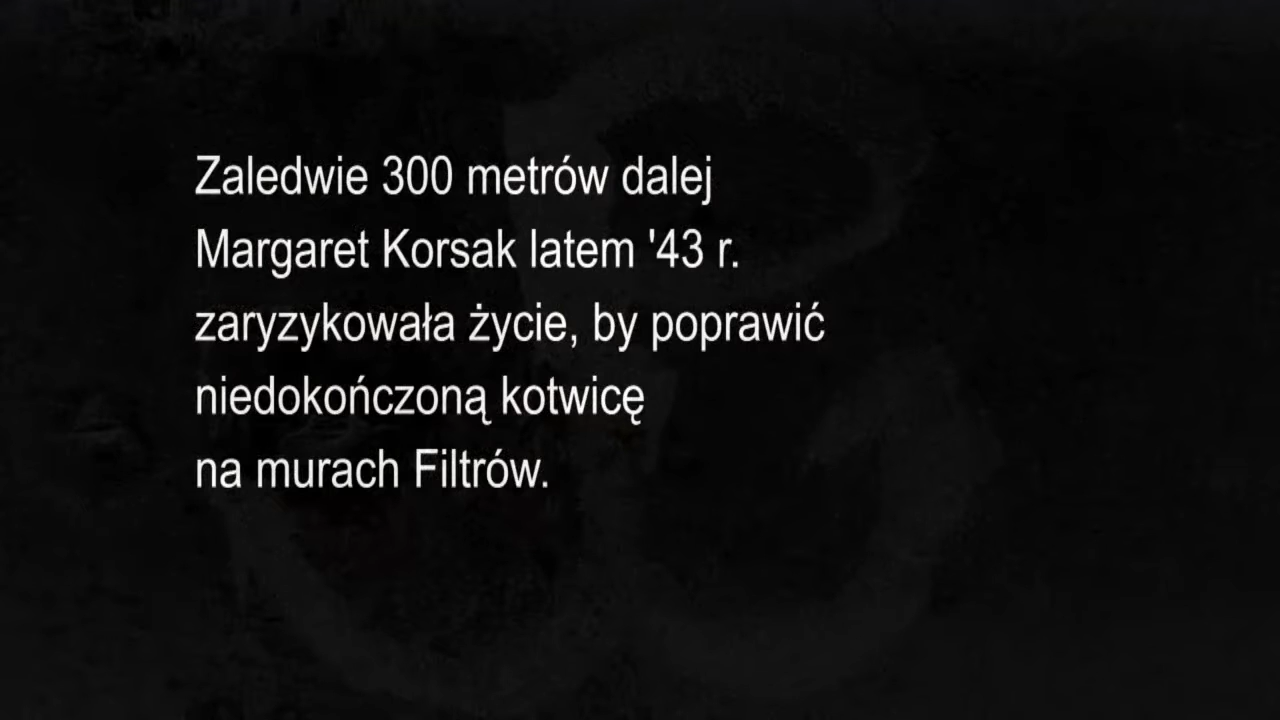 Zaledwie 300 metrów dalej
Margaret Korsak latem '43 r.
zaryzykowała życie, by poprawić
niedokończoną kotwicę
na murach Filtrów.